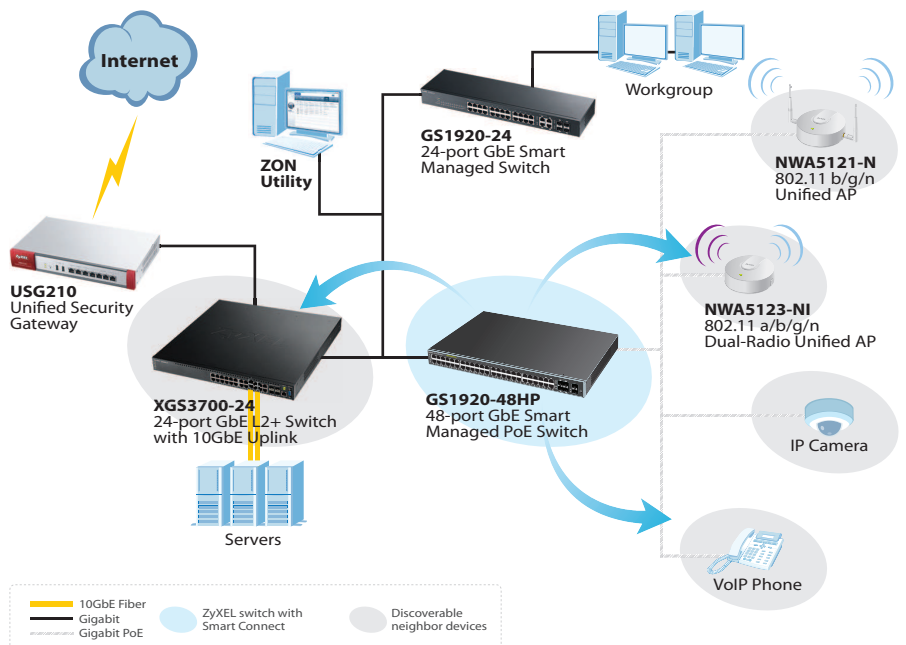 Internet
Workgroup
GS1920-24
24-port GbE Smart
Managed Switch
ZON
Utility
NWA5121-N
802.11 b/g/n
Unified AP
USG210
Unified Security
Gateway
NWA5123-NI
802.11 a/b/g/n
Dual-Radio Unified AP
XGS3700-24
24-port GbE L2+ Switch
with 10GbE Uplink
GS1920-48HP
48-port GbE Smart
Managed PoE Switch
IP Camera
Servers
VoIP Phone
10GbE Fiber
Gigabit
Gigabit PoE
ZyXEL switch with
Smart Connect
Discoverable
neighbor devices